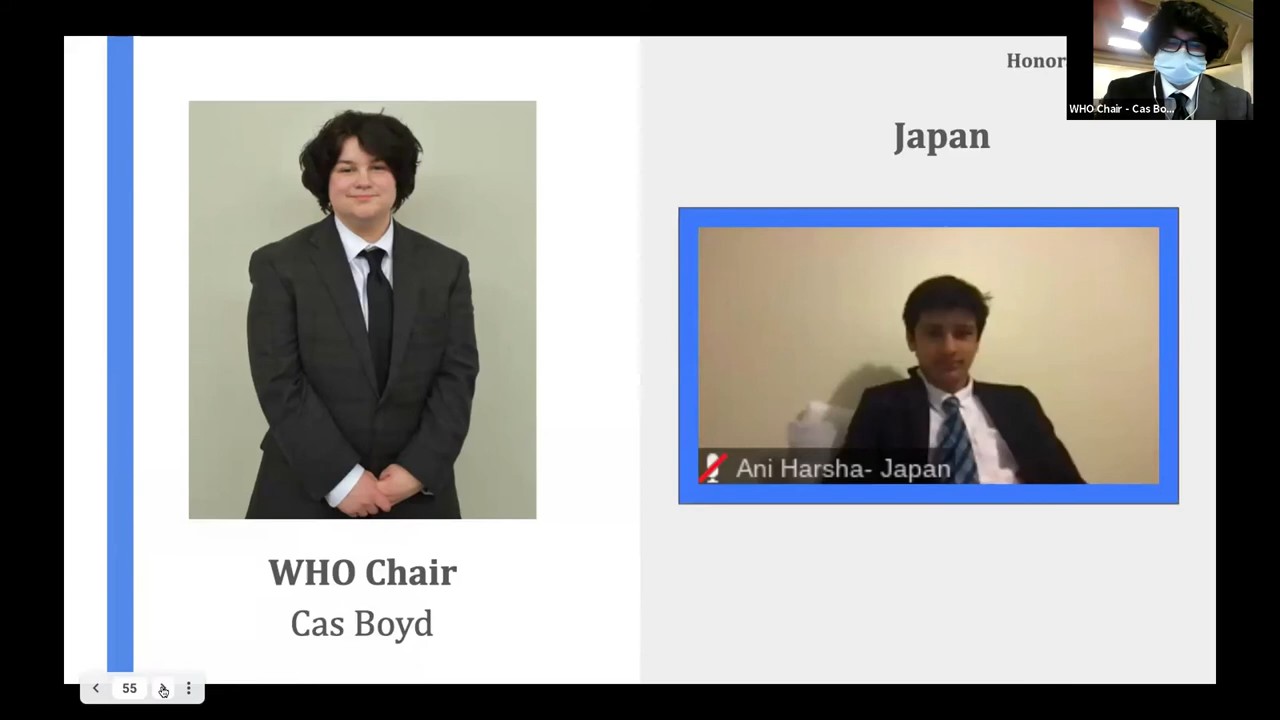 Honor
WHO Chair - Cas Bo...
Japan
Ani Harsha- Japan
WHO Chair
Cas Boyd
55